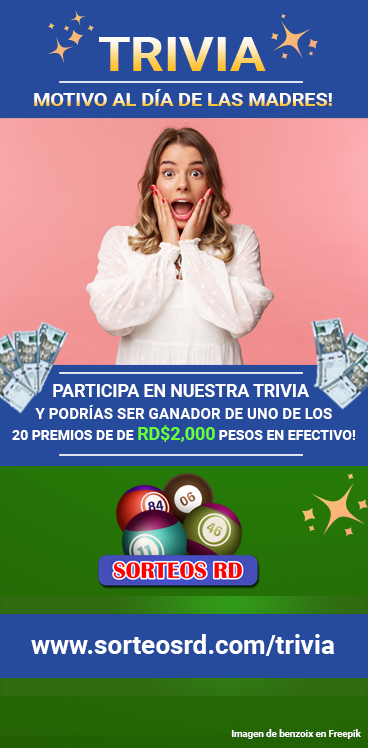 TRIVIA
MOTIVO AL DÍA DE LAS MADRES!
PARTICIPA EN NUESTRA TRIVIA
Y PODRÍAS SER GANADOR DE UNO DE LOS
20 PREMIOS DE DE RD$2,000 PESOS EN EFECTIVO!
84
06
46
11
SORTEOS RD
www.sorteosrd.com/trivia
Imagen de benzoix en Freepik